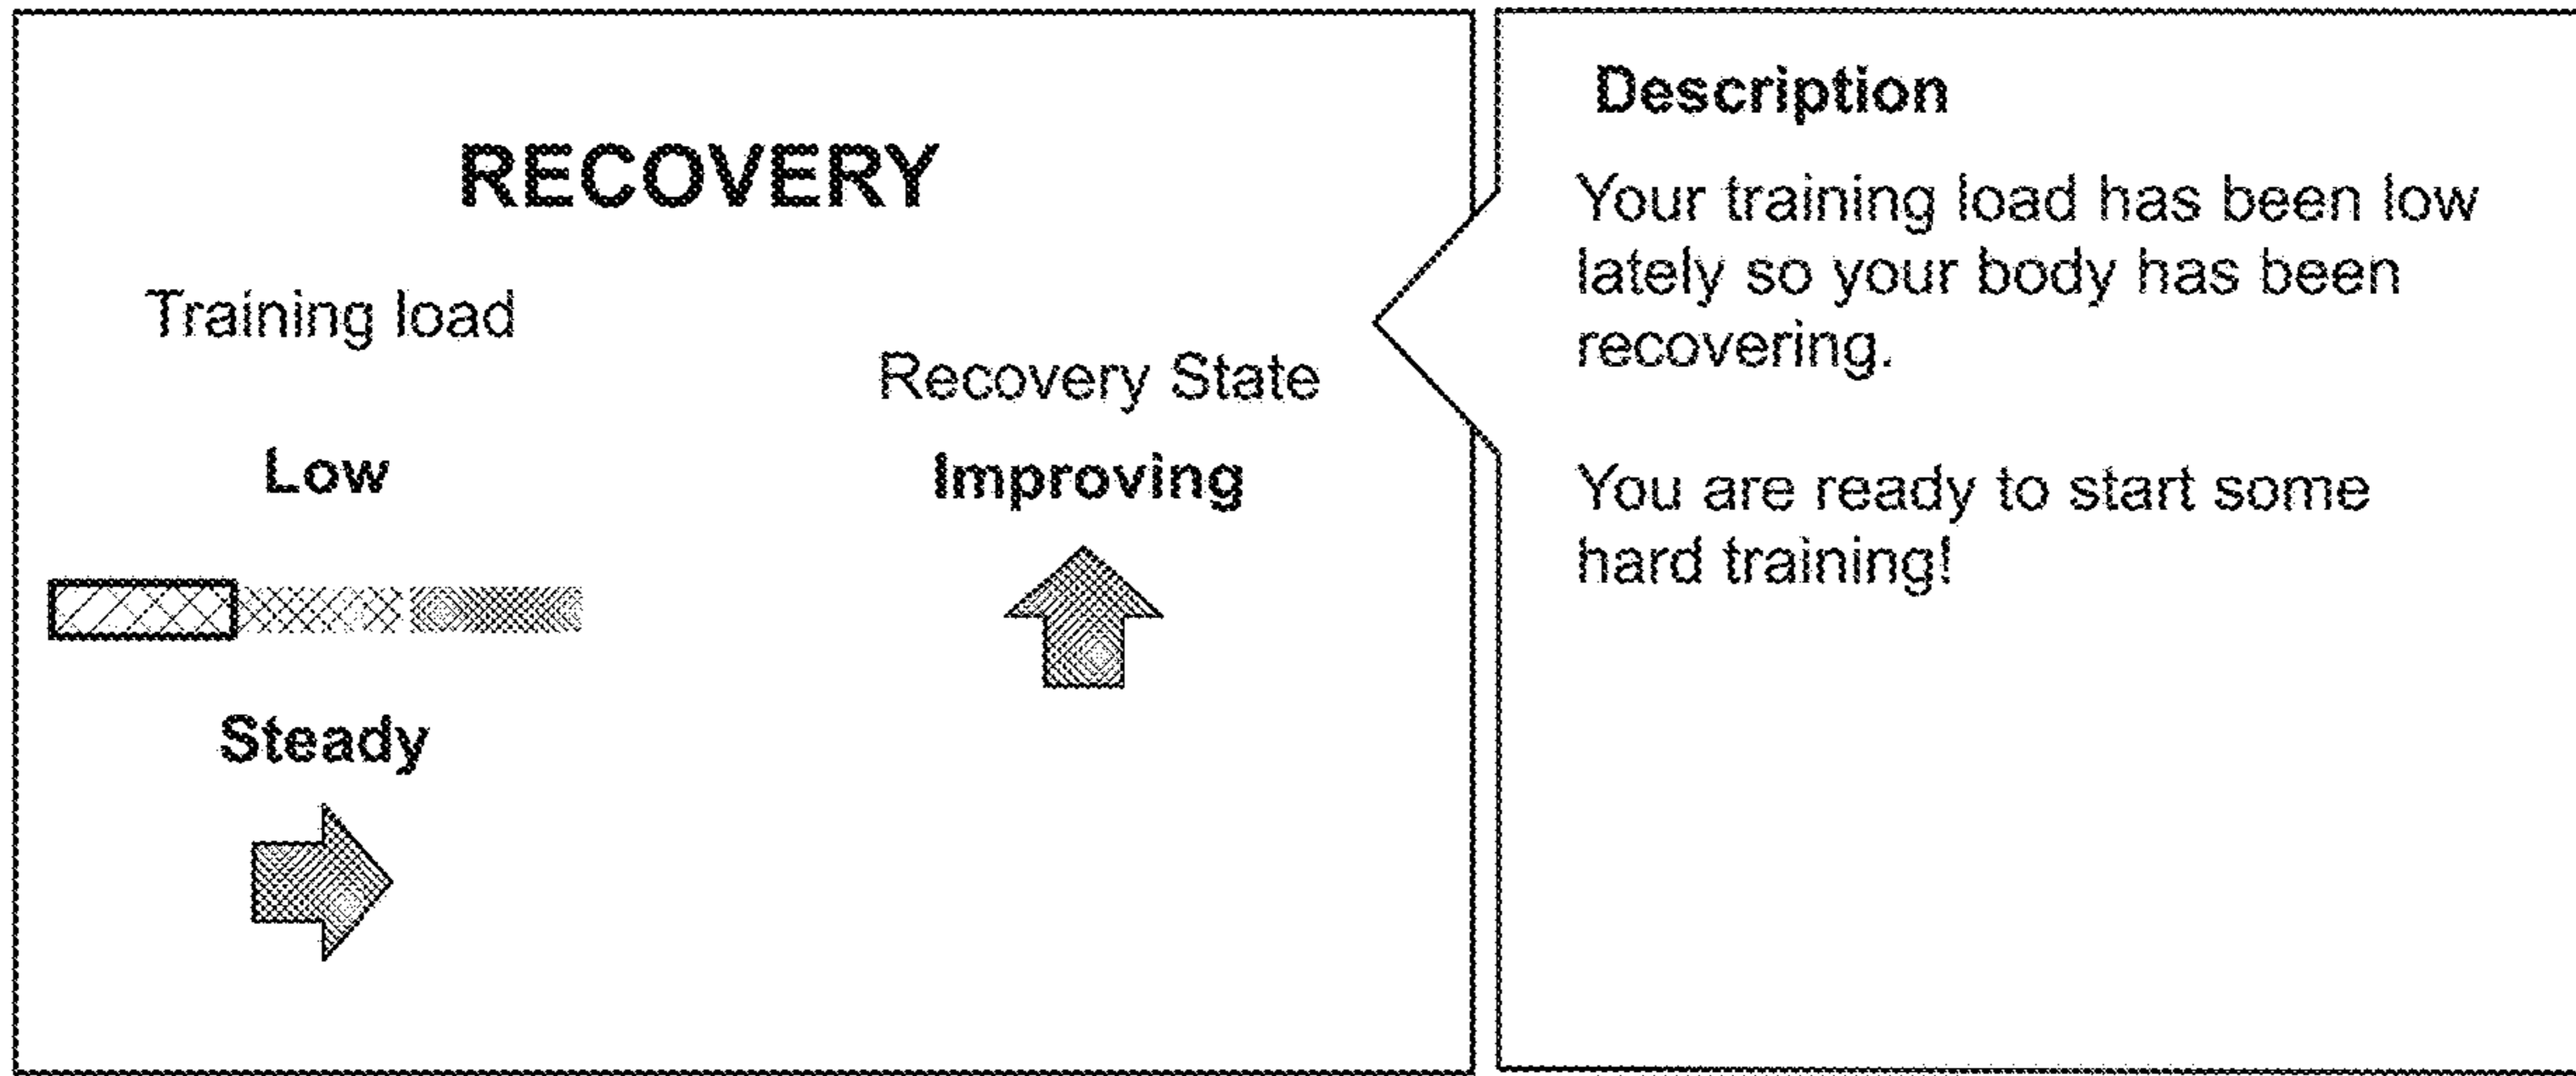 RECOVERY
Training load
Low
Steady
Recovery State
Improving
Description
Your training load has been low
lately so your body has been
recovering.
You are ready to start some
hard training!